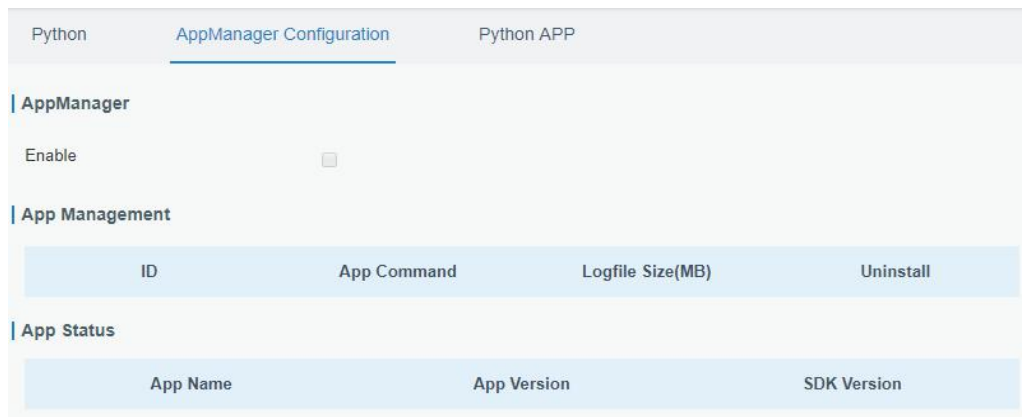 Python AppManager Configuration Python APP
AppManager
Enable
App Management
ID App Command Logfile Size(MB) Uninstall
App Status
App Name App Version SDK Version